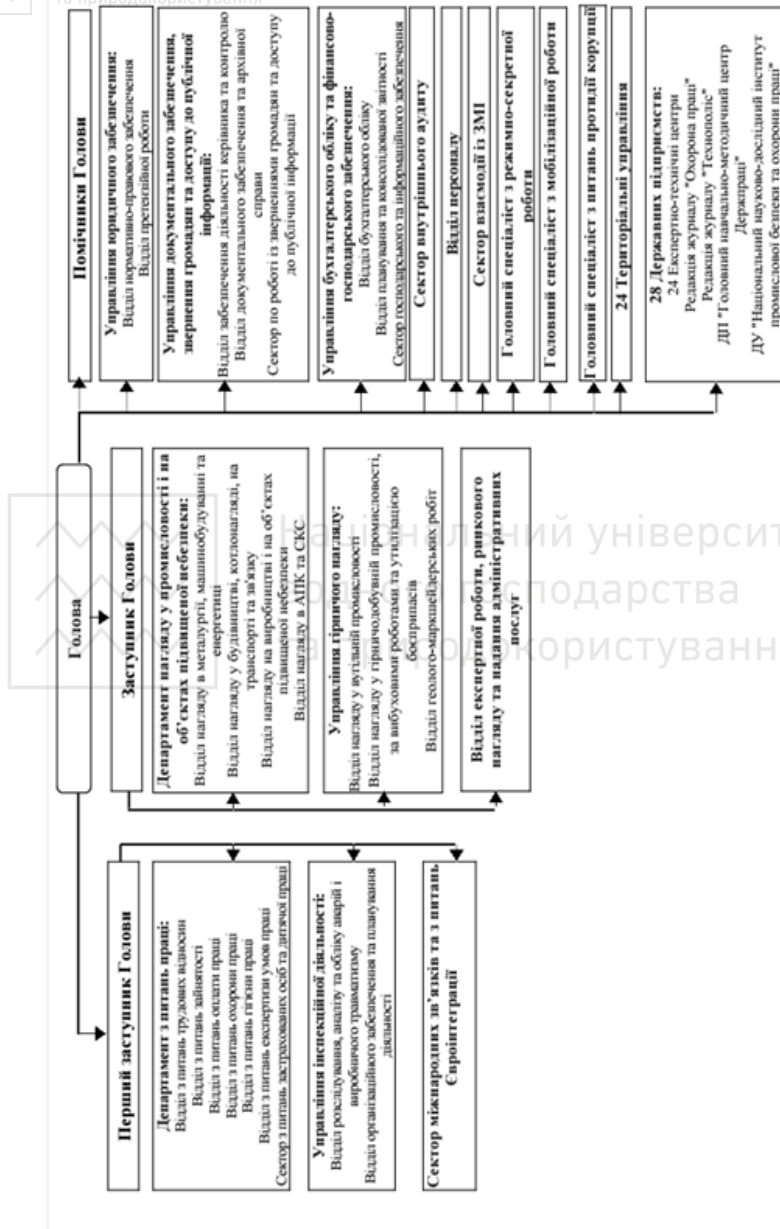 та природокористування
Голова
Перший заступник Голови
Департамент з питань праці:
Відділ з питань трудових відносин
Відділ з питань зайнятості
Відділ з питань оплати праці
Відділ з питань охорони праці
Відділ з питань гігієни праці
Відділ з питань експертизи умов праці
Сектор з питань застрахованих осіб та дитячої праці
Управління інспекційної діяльності:
Відділ розслідування, аналізу та обліку аварій і
виробничого травматизму
Відділ організаційного забезпечення та планування
діяльності
Сектор міжнародних зв'язків та з питань
Євроінтеграції
Заступник Голови
Департамент нагляду у промисловості і на
об'єктах підвищеної небезпеки:
Відділ нагляду в металургії, машинобудуванні та
енергетиці
Відділ нагляду у будівництві, котлонагляді, на
транспорті та зв'язку
Відділ нагляду на виробництві і на об'єктах
підвищеної небезпеки
Відділ нагляду в АПК та СКС
Управління гірничого нагляду:
Відділ нагляду у вугільній промисловості
Відділ нагляду у гірничодобувній промисловості,
за вибуховими роботами та утилізацією
боєприпасів
Відділ геолого-маркшейдерських робіт
Відділ експертної роботи, ринкового
нагляду та надання адміністративних
послуг
Помічники Голови
Управління юридичного забезпечення:
Відділ нормативно-правового забезпечення
Відділ претензійної роботи
Управління документального забезпечення,
звернення громадян та доступу до публічної
інформації:
Відділ забезпечення діяльності керівника та контролю
Відділ документального забезпечення та архівної
справи
Сектор по роботі із зверненнями громадян та доступу
до публічної інформації
Управління бухгалтерського обліку та фінансово-
господарського забезпечення:
Відділ бухгалтерського обліку
Відділ планування та консолідованої звітності
Сектор господарського та інформаційного забезпечення
Сектор внутрішнього аудиту
Відділ персоналу
Сектор взаємодії із ЗМІ
Головний спеціаліст з режимно-секретної
роботи
Головний спеціаліст з мобілізаційної роботи
Головний спеціаліст з питань протидії корупції
24 Територіальні управління
28 Державних підприємств:
24 Експертно-технічні центри
Редакція журналу "Охорона праці"
Редакція журналу "Технополіс"
ДП "Головний навчально-методичний центр
Держпраці"
ДУ "Національний науково-дослідний інститут
промислової безпеки та охорони праці"